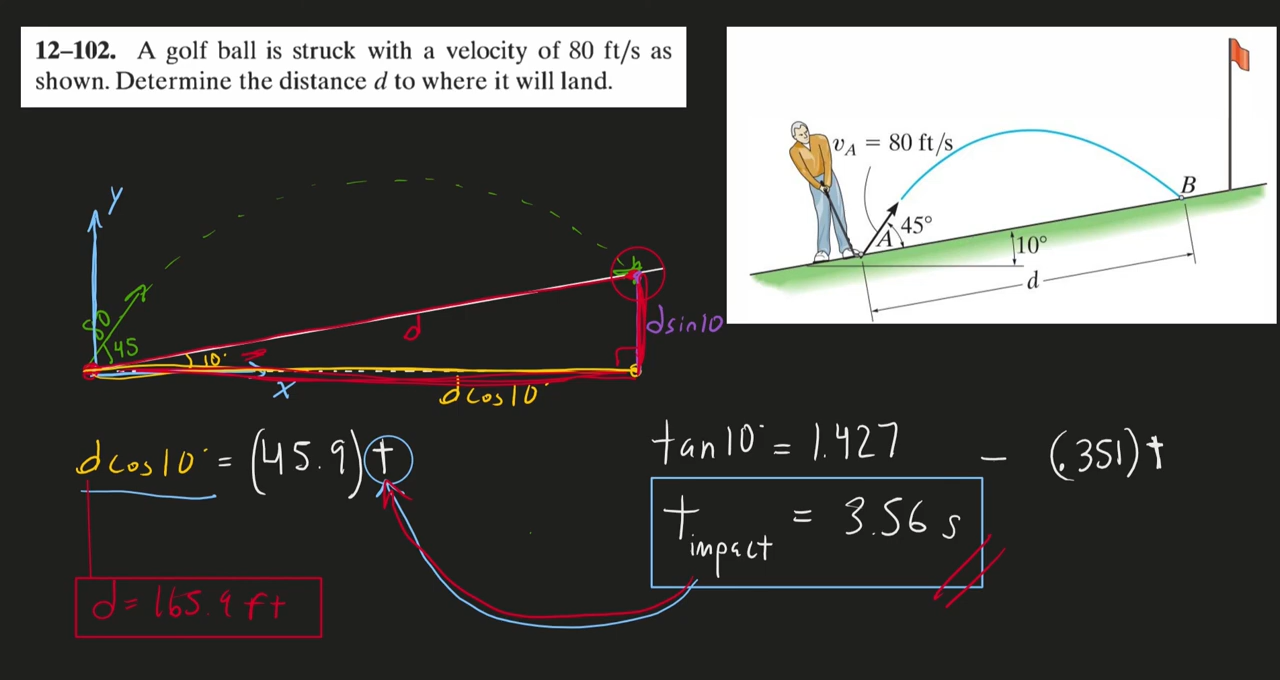 12–102. A golf ball is struck with a velocity of 80 ft/s as
shown. Determine the distance d to where it will land.
v_A = 80 ft/s
B
45°
A
10°
d
y
80
45
10°
d
dsin10
x
dcos10°
dcos10° = (45.9)t
tan10° = 1.427 - (.351)t
t_impact = 3.56 s
d = 165.9 ft